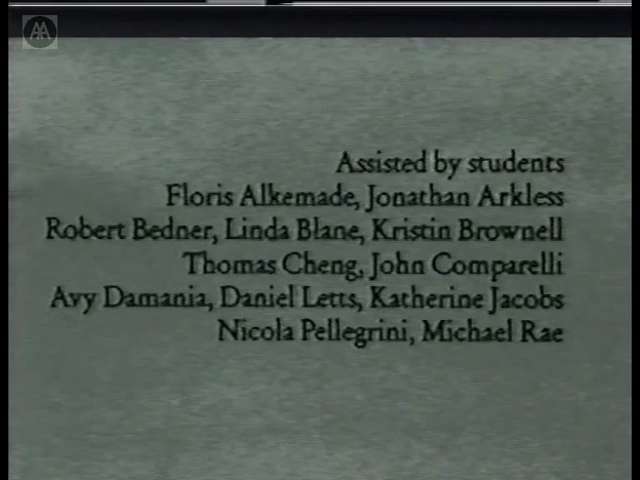 AA
Assisted by students
Floris Alkemade, Jonathan Arkless
Robert Bedner, Linda Blane, Kristin Brownell
Thomas Cheng, John Comparelli
Avy Damania, Daniel Letts, Katherine Jacobs
Nicola Pellegrini, Michael Rae